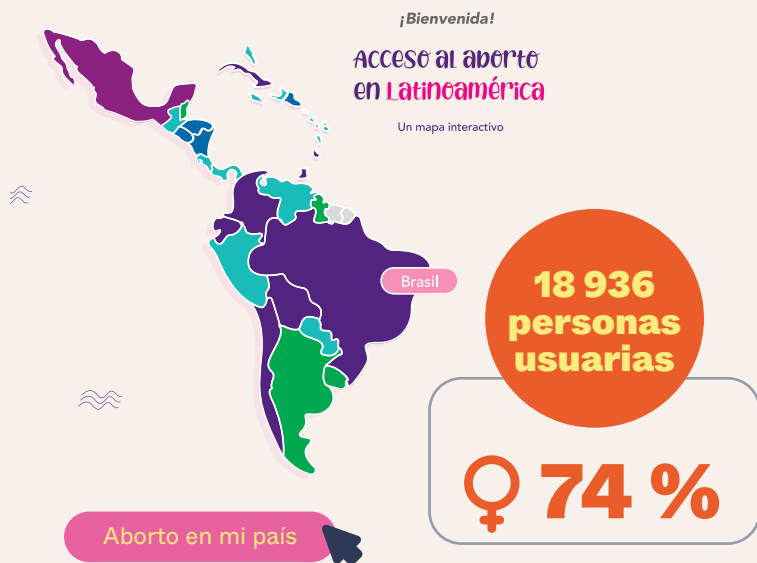 ¡Bienvenida!
Acceso al aborto
en Latinoamérica
Un mapa interactivo
Brasil
18 936
personas
usuarias
74 %
Aborto en mi país